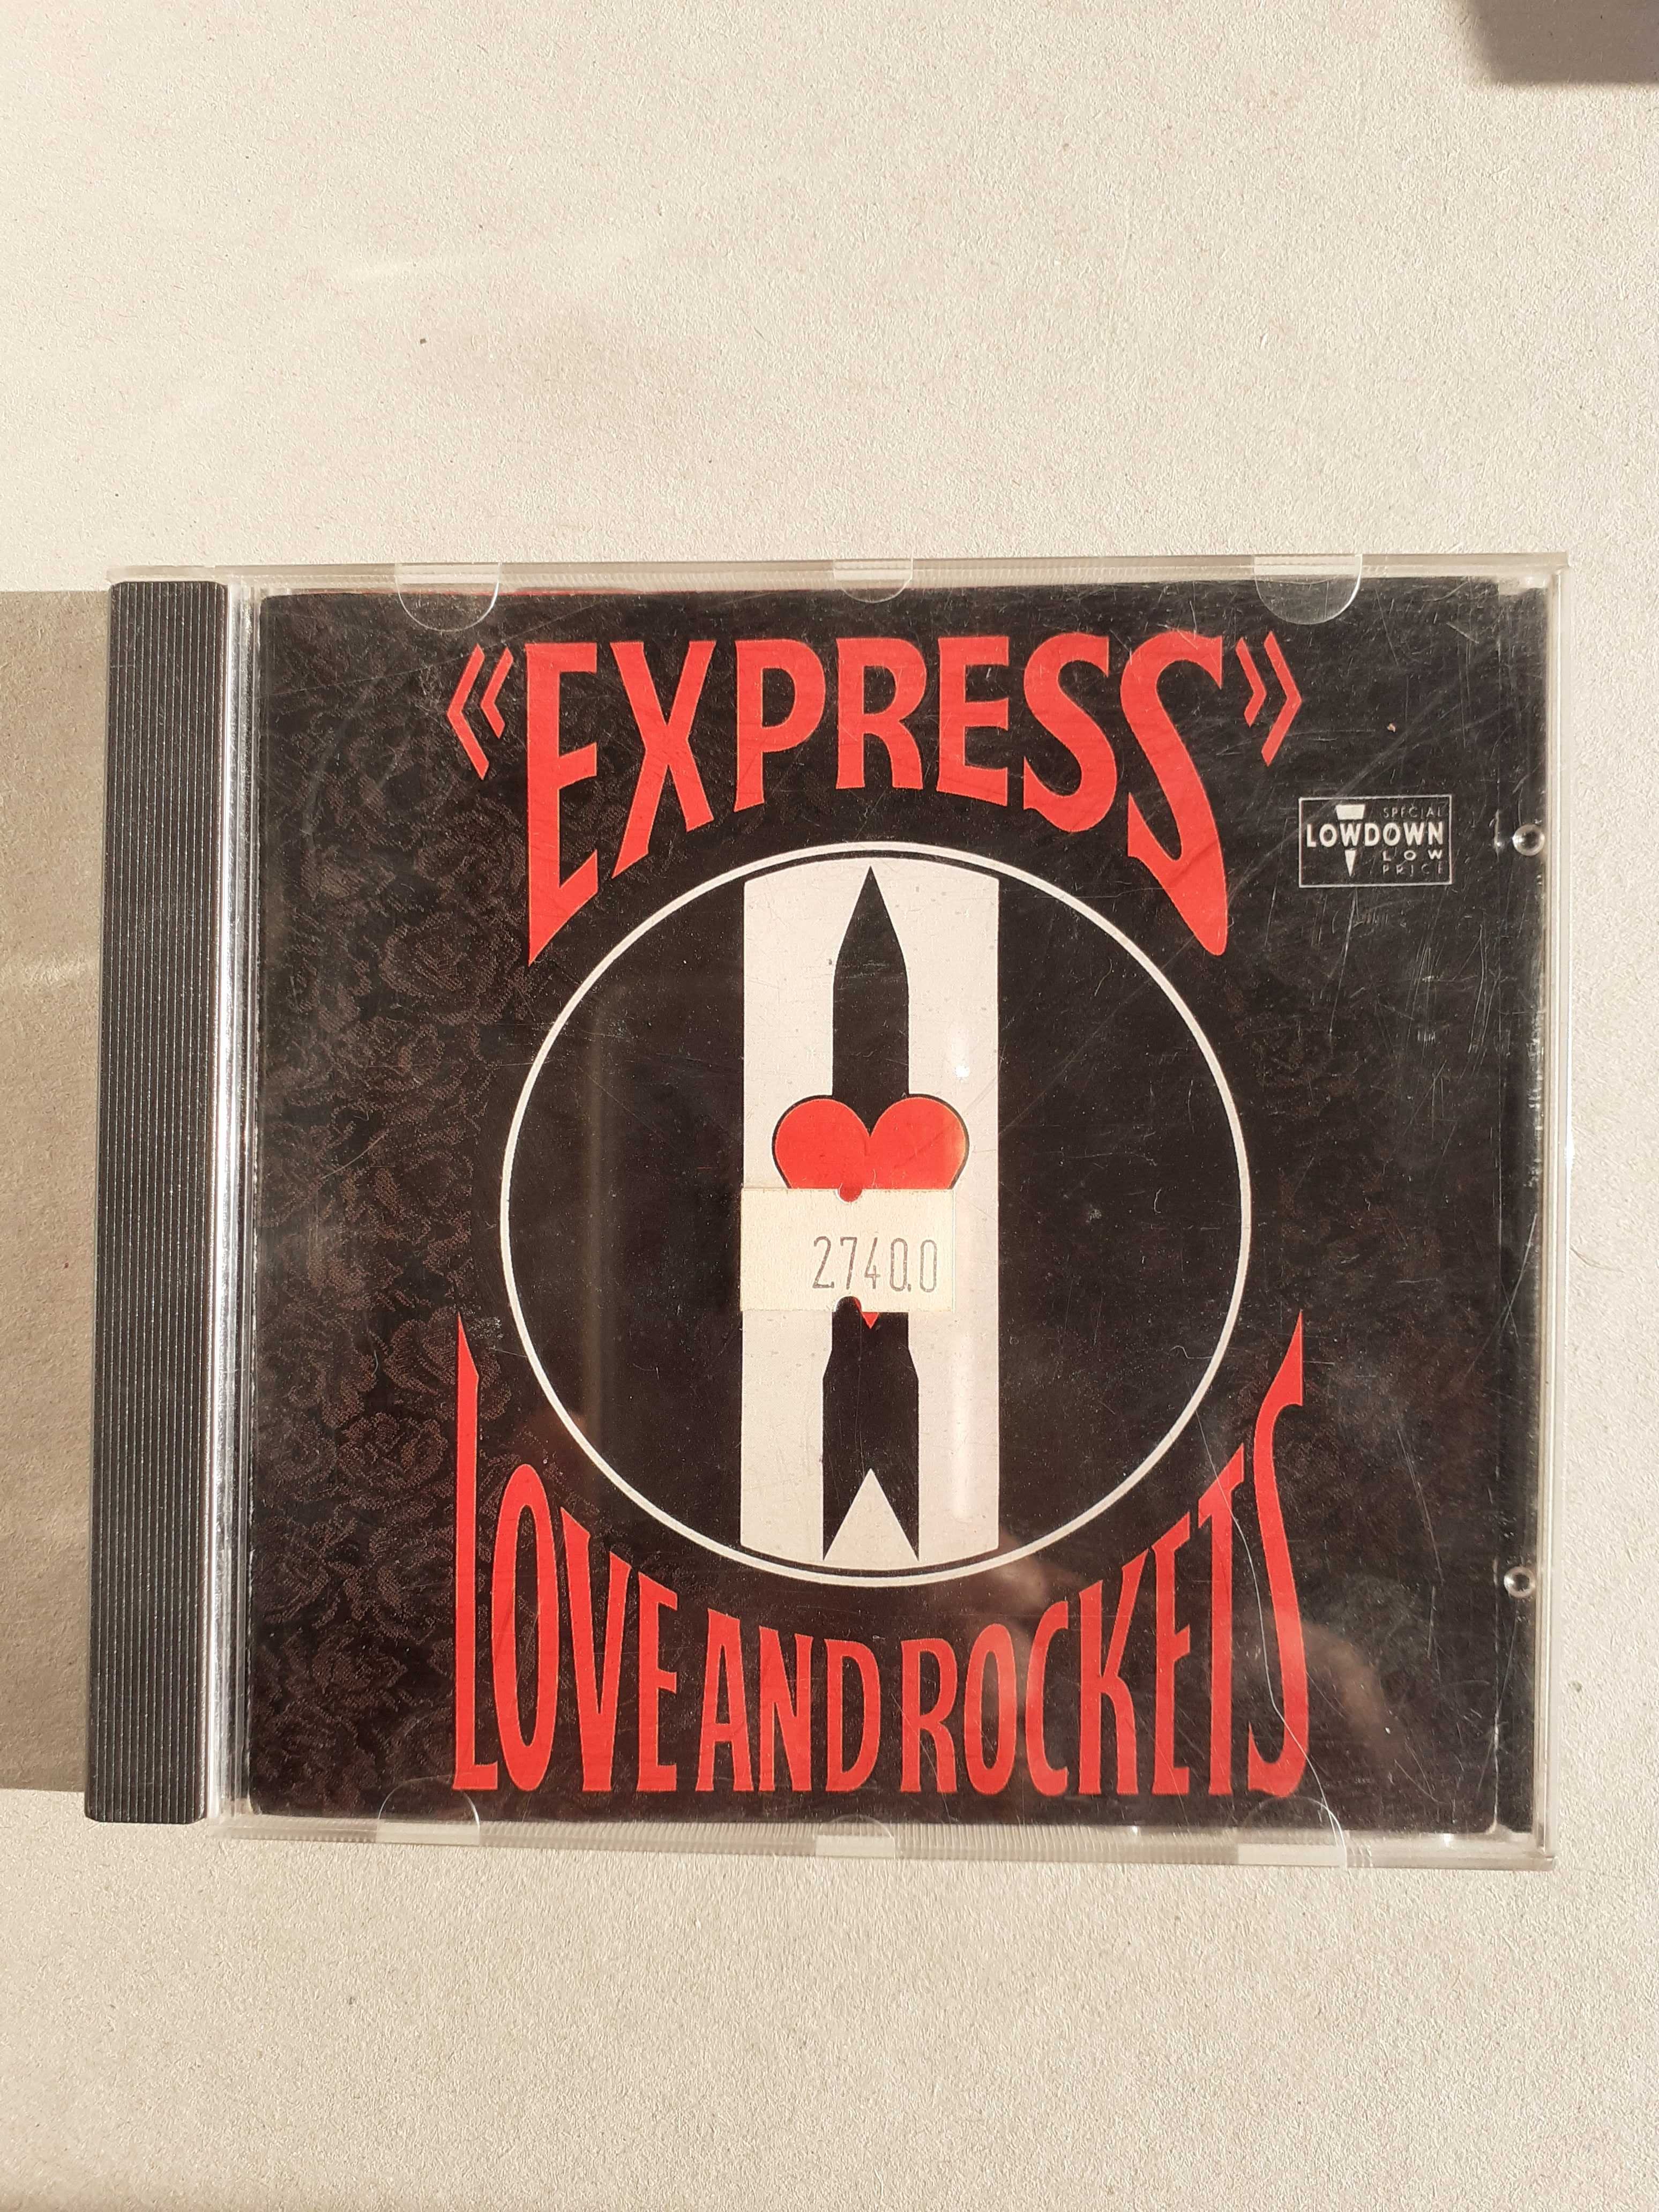 «EXPRESS»
SPECIAL
LOWDOWN
LOW
PRICE
2740.0
LOVE AND ROCKETS